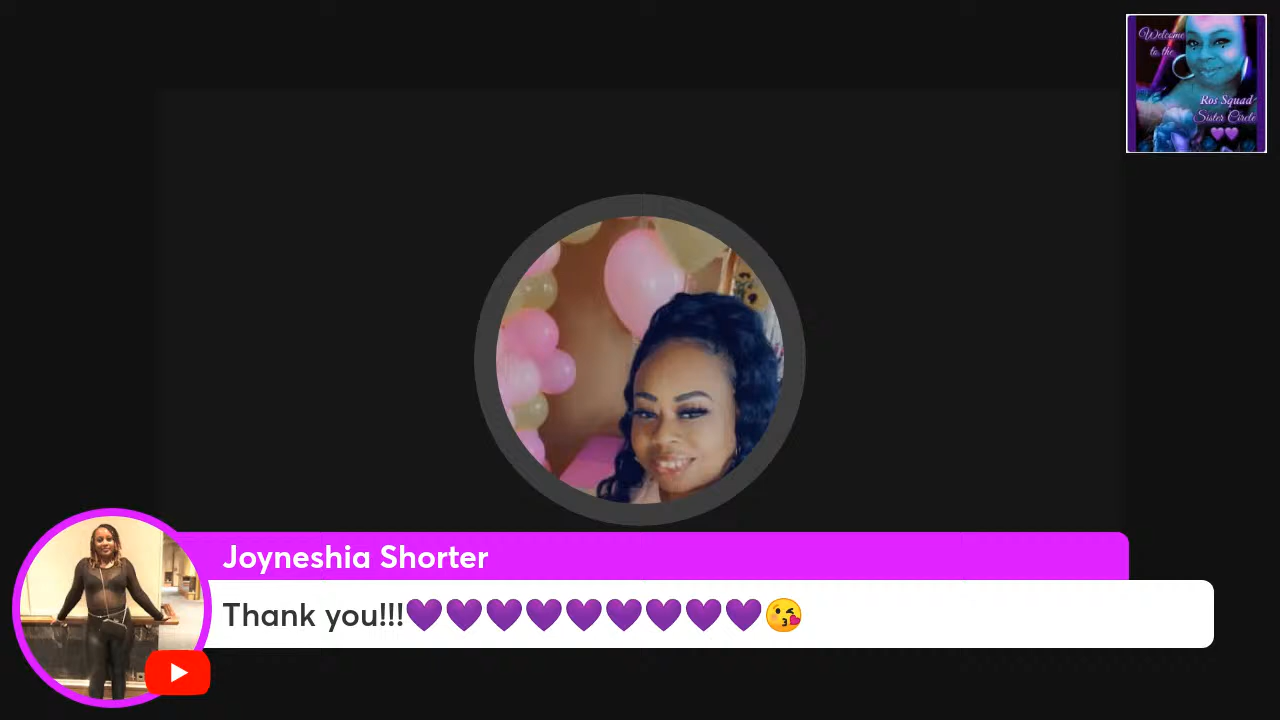 Welcome
to the
Ros Squad
Sister Circle
Joyneshia Shorter
Thank you!!!💜💜💜💜💜💜💜💜💜😘